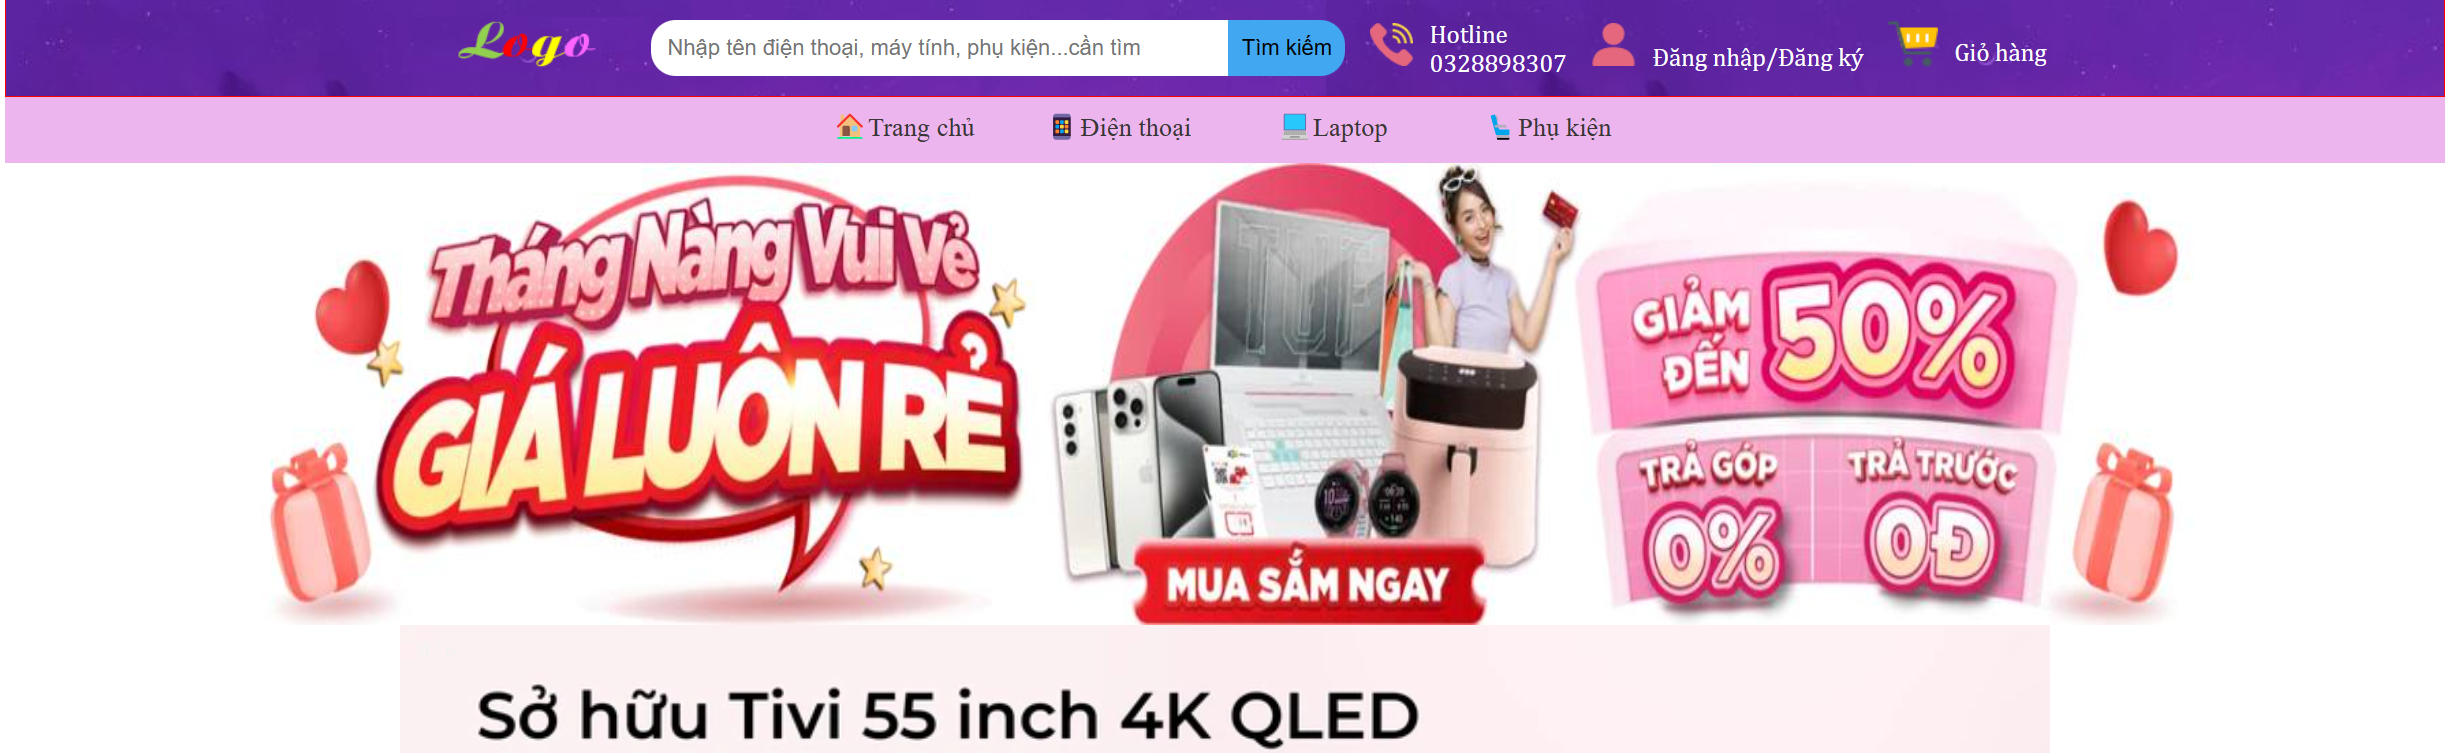 Logo
Nhập tên điện thoại, máy tính, phụ kiện...cần tìm
Tìm kiếm
Hotline
0328898307
Đăng nhập/Đăng ký
Giỏ hàng
Trang chủ
Điện thoại
Laptop
Phụ kiện
Tháng Nàng Vui Vẻ
GIÁ LUÔN RẺ
TUF
MUA SẮM NGAY
GIẢM
ĐẾN
50%
TRẢ GÓP
0%
TRẢ TRƯỚC
0Đ
Sở hữu Tivi 55 inch 4K QLED